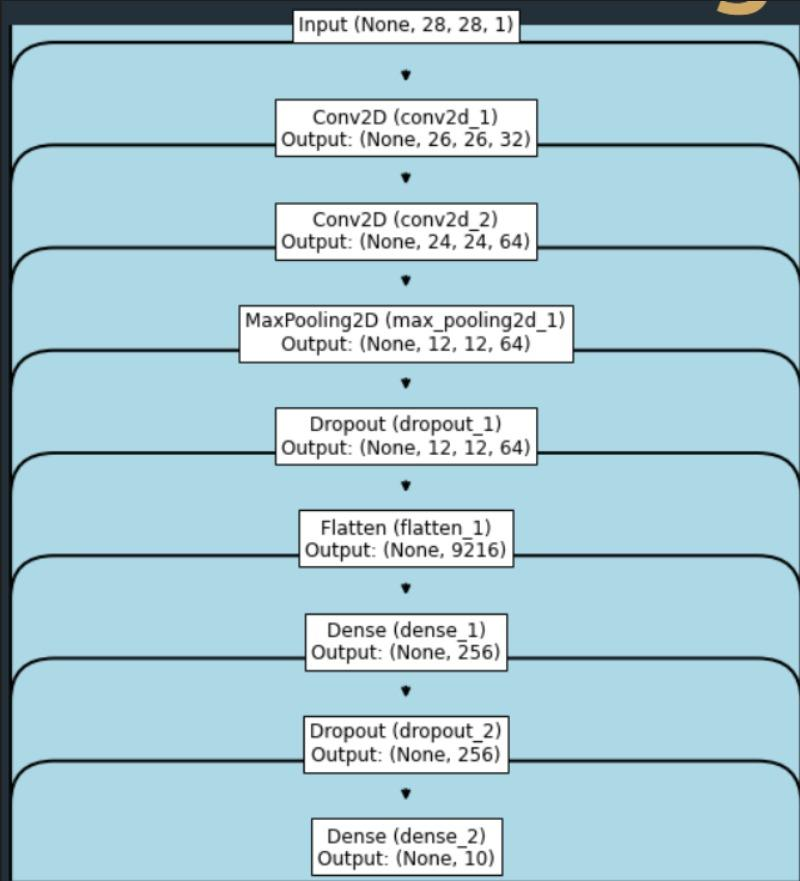 Input (None, 28, 28, 1)
Conv2D (conv2d_1)
Output: (None, 26, 26, 32)
Conv2D (conv2d_2)
Output: (None, 24, 24, 64)
MaxPooling2D (max_pooling2d_1)
Output: (None, 12, 12, 64)
Dropout (dropout_1)
Output: (None, 12, 12, 64)
Flatten (flatten_1)
Output: (None, 9216)
Dense (dense_1)
Output: (None, 256)
Dropout (dropout_2)
Output: (None, 256)
Dense (dense_2)
Output: (None, 10)